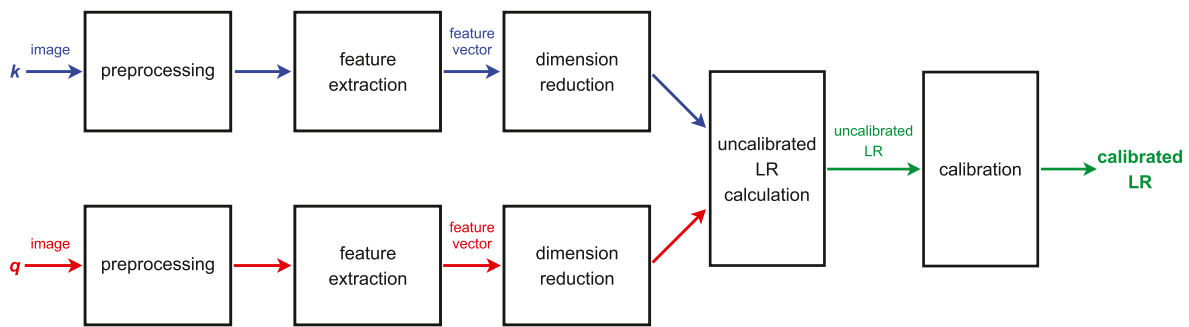 image
k
preprocessing
feature
extraction
feature
vector
dimension
reduction
image
q
preprocessing
feature
extraction
feature
vector
dimension
reduction
uncalibrated
LR
calculation
uncalibrated
LR
calibration
calibrated
LR